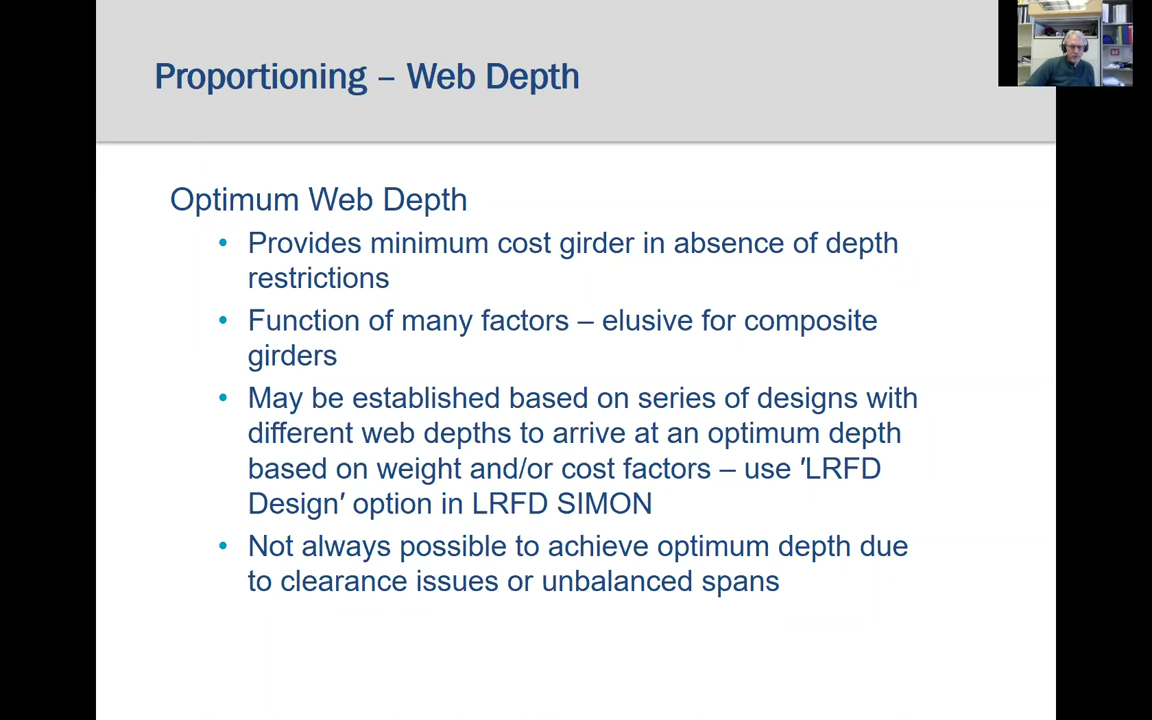 Proportioning – Web Depth
Optimum Web Depth
• Provides minimum cost girder in absence of depth
restrictions
• Function of many factors – elusive for composite
girders
• May be established based on series of designs with
different web depths to arrive at an optimum depth
based on weight and/or cost factors – use ′LRFD
Design′ option in LRFD SIMON
• Not always possible to achieve optimum depth due
to clearance issues or unbalanced spans